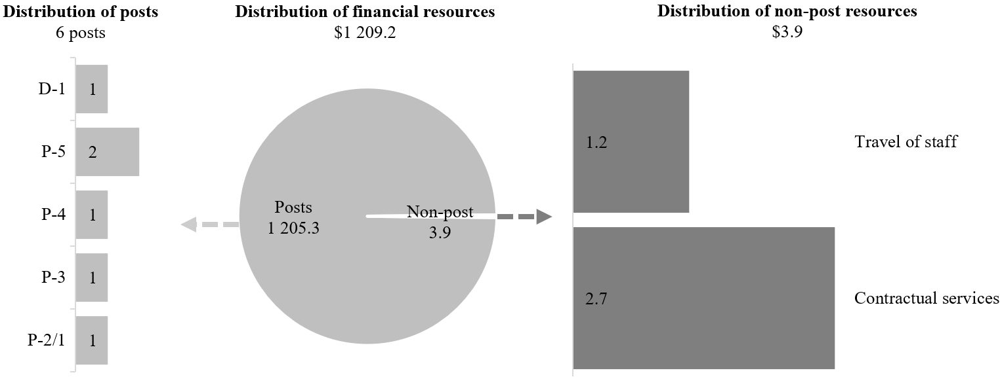 Distribution of posts
6 posts
D-1
1
P-5
2
P-4
1
P-3
1
P-2/1
1
Distribution of financial resources
$1 209.2
Posts
1 205.3
Non-post
3.9
Distribution of non-post resources
$3.9
1.2
Travel of staff
2.7
Contractual services